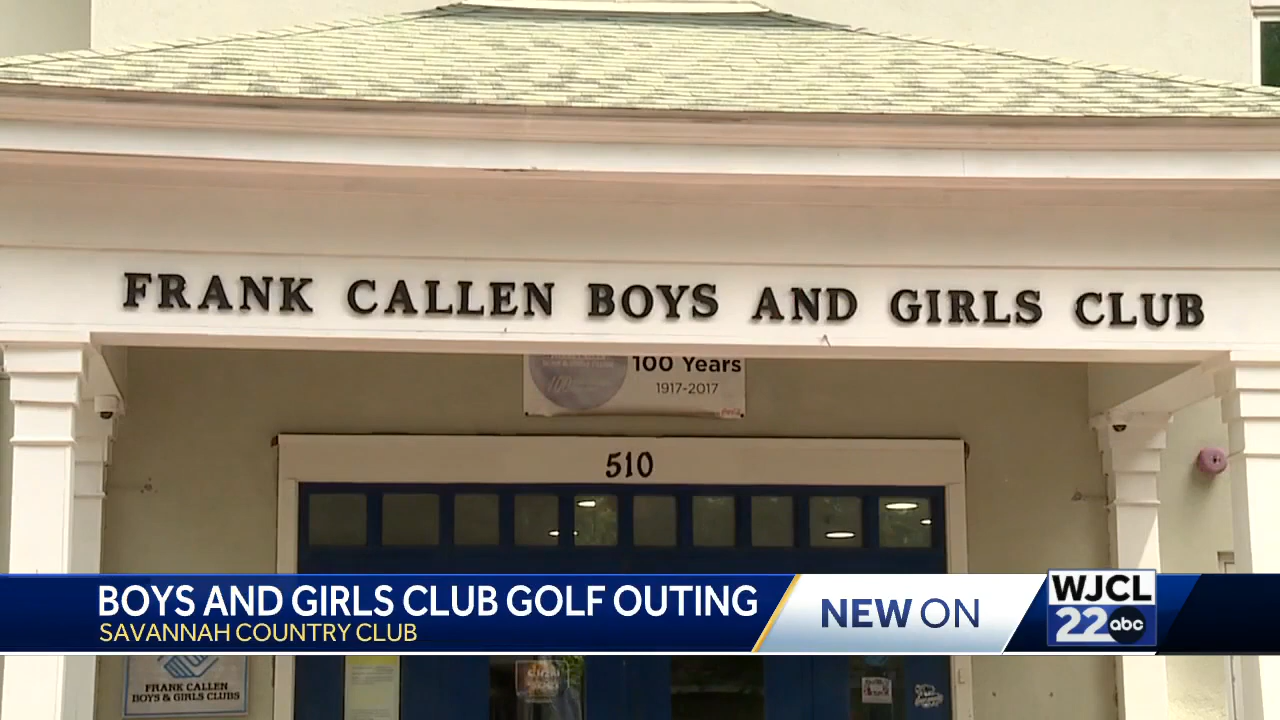 FRANK CALLEN BOYS AND GIRLS CLUB
100 Years
1917-2017
510
BOYS AND GIRLS CLUB GOLF OUTING
SAVANNAH COUNTRY CLUB
NEW ON
WJCL
22 abc
FRANK CALLEN
BOYS & GIRLS CLUBS